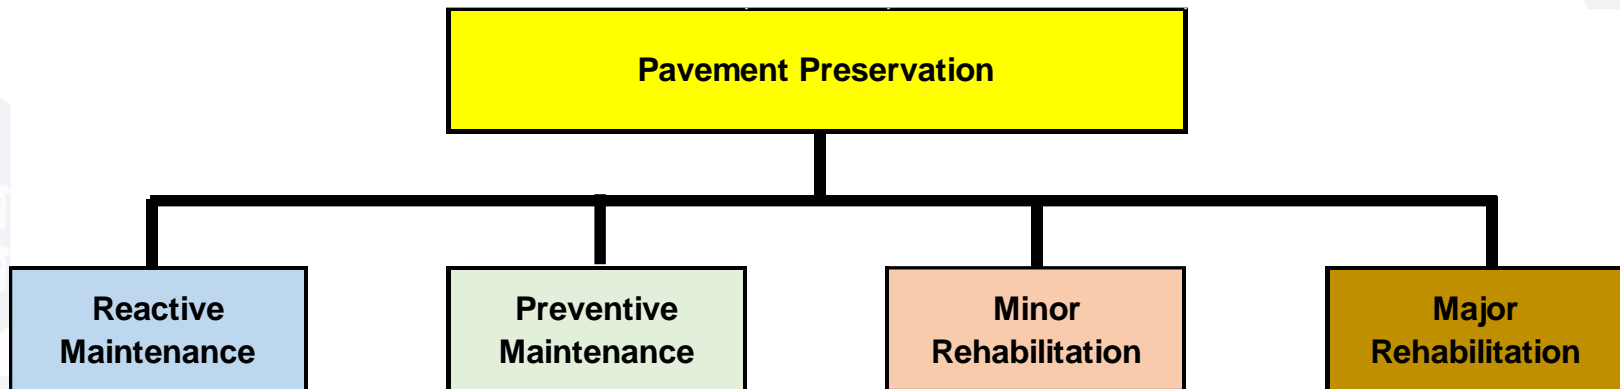 Pavement Preservation
Reactive
Maintenance
Preventive
Maintenance
Minor
Rehabilitation
Major
Rehabilitation